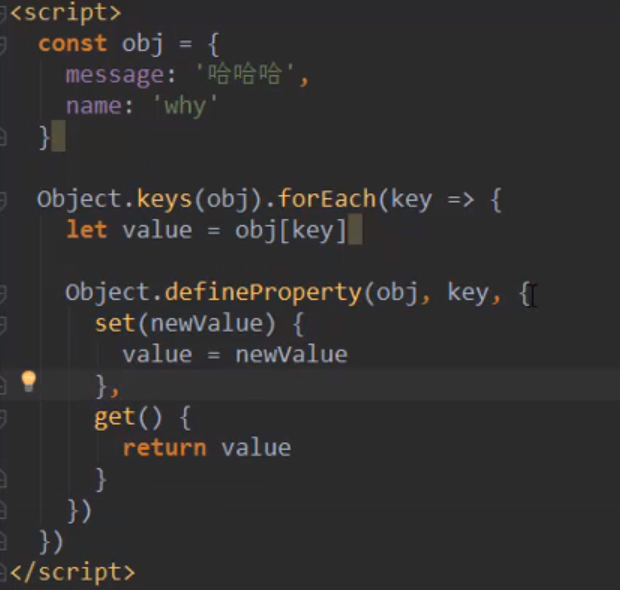 <script>
const obj = {
message: '哈哈哈',
name: 'why'
}
Object.keys(obj).forEach(key => {
let value = obj[key]
Object.defineProperty(obj, key, {
set(newValue) {
value = newValue
},
get() {
return value
}
})
})
</script>